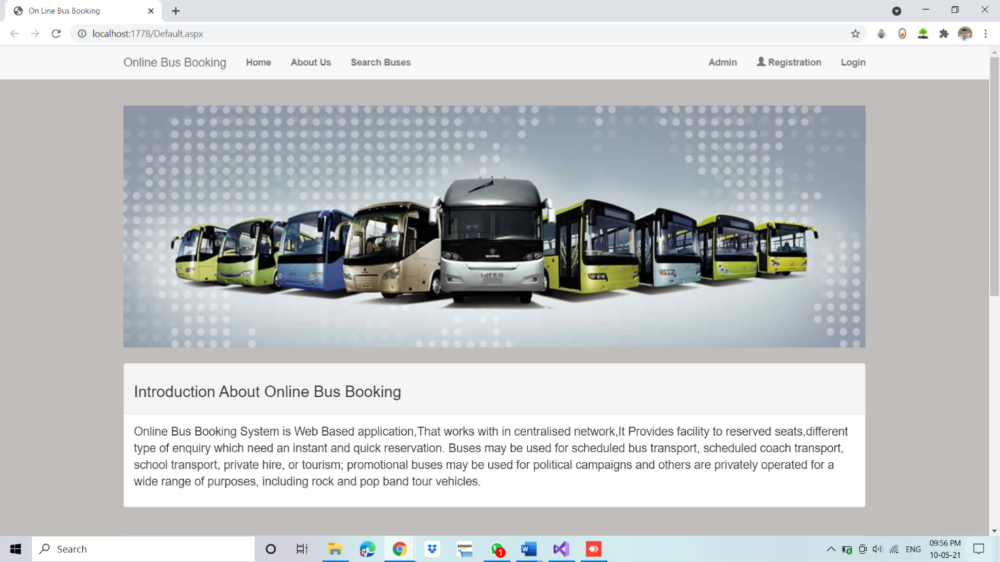 On Line Bus Booking
localhost:1778/Default.aspx
Online Bus Booking Home About Us Search Buses Admin Registration Login
SCANIA
HIGER
Introduction About Online Bus Booking
Online Bus Booking System is Web Based application,That works with in centralised network,It Provides facility to reserved seats,different
type of enquiry which need an instant and quick reservation. Buses may be used for scheduled bus transport, scheduled coach transport,
school transport, private hire, or tourism; promotional buses may be used for political campaigns and others are privately operated for a
wide range of purposes, including rock and pop band tour vehicles.
Search
amazon
1
W
ENG
09:56 PM
10-05-21